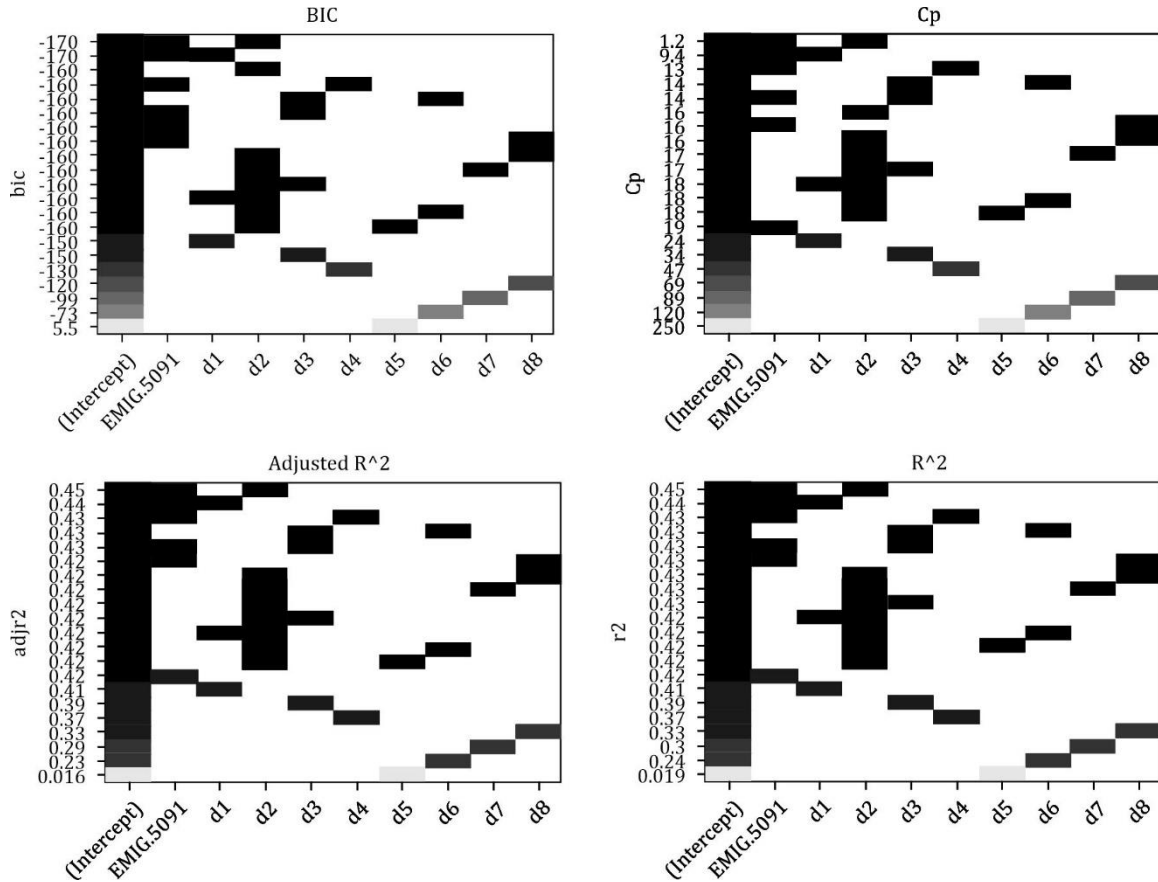 BIC
-170
-170
-160
-160
-160
-160
-160
-160
-160
-160
-160
-160
-160
-160
-150
-150
-130
-120
-99
-73
5.5
bic
(Intercept)
EMIG.5091
d1
d2
d3
d4
d5
d6
d7
d8
Cp
1.2
9.4
13
14
14
16
16
16
17
17
18
18
18
19
24
34
47
69
89
120
250
Cp
(Intercept)
EMIG.5091
d1
d2
d3
d4
d5
d6
d7
d8
Adjusted R^2
0.45
0.44
0.43
0.43
0.43
0.42
0.42
0.42
0.42
0.42
0.42
0.42
0.42
0.42
0.41
0.39
0.37
0.33
0.29
0.23
0.016
adjr2
(Intercept)
EMIG.5091
d1
d2
d3
d4
d5
d6
d7
d8
R^2
0.45
0.44
0.43
0.43
0.43
0.43
0.43
0.43
0.43
0.42
0.42
0.42
0.42
0.42
0.41
0.39
0.37
0.33
0.3
0.24
0.019
r2
(Intercept)
EMIG.5091
d1
d2
d3
d4
d5
d6
d7
d8